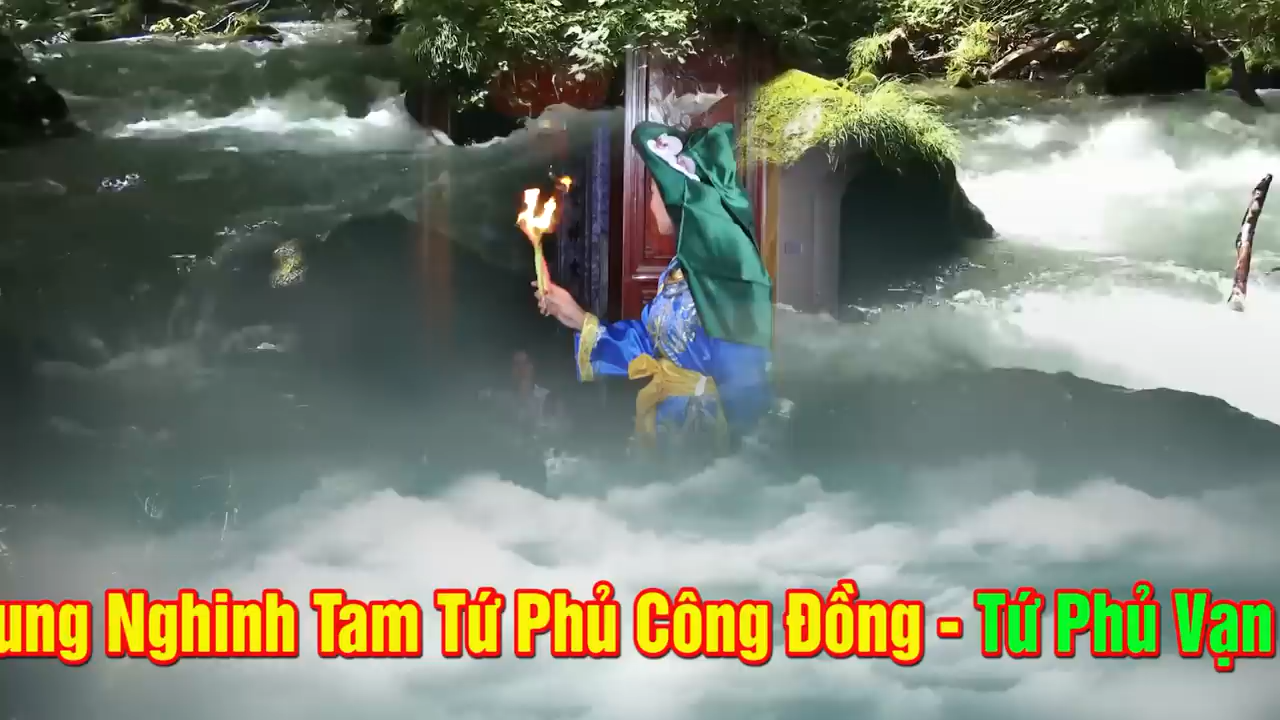 ung Nghinh Tam Tứ Phủ Công Đồng - Tứ Phủ Vạn